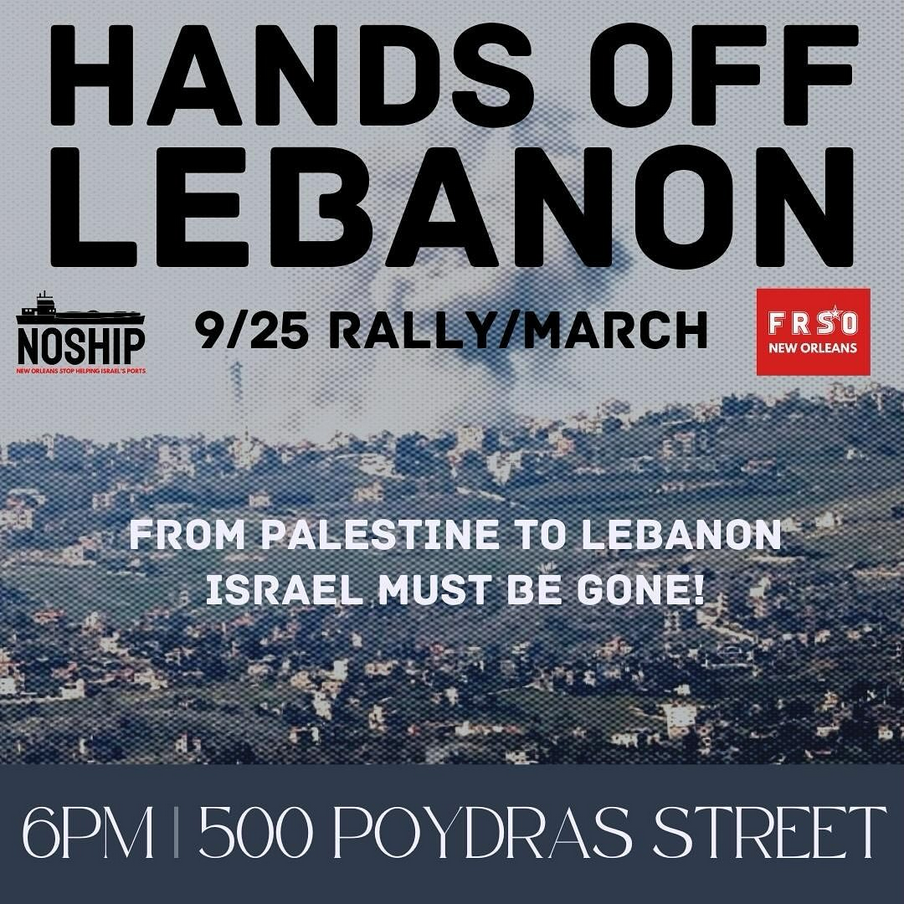 HANDS OFF
LEBANON
NOSHIP
NEW ORLEANS STOP HELPING ISRAEL'S PORTS
9/25 RALLY/MARCH
FRSO
NEW ORLEANS
FROM PALESTINE TO LEBANON
ISRAEL MUST BE GONE!
6PM | 500 POYDRAS STREET